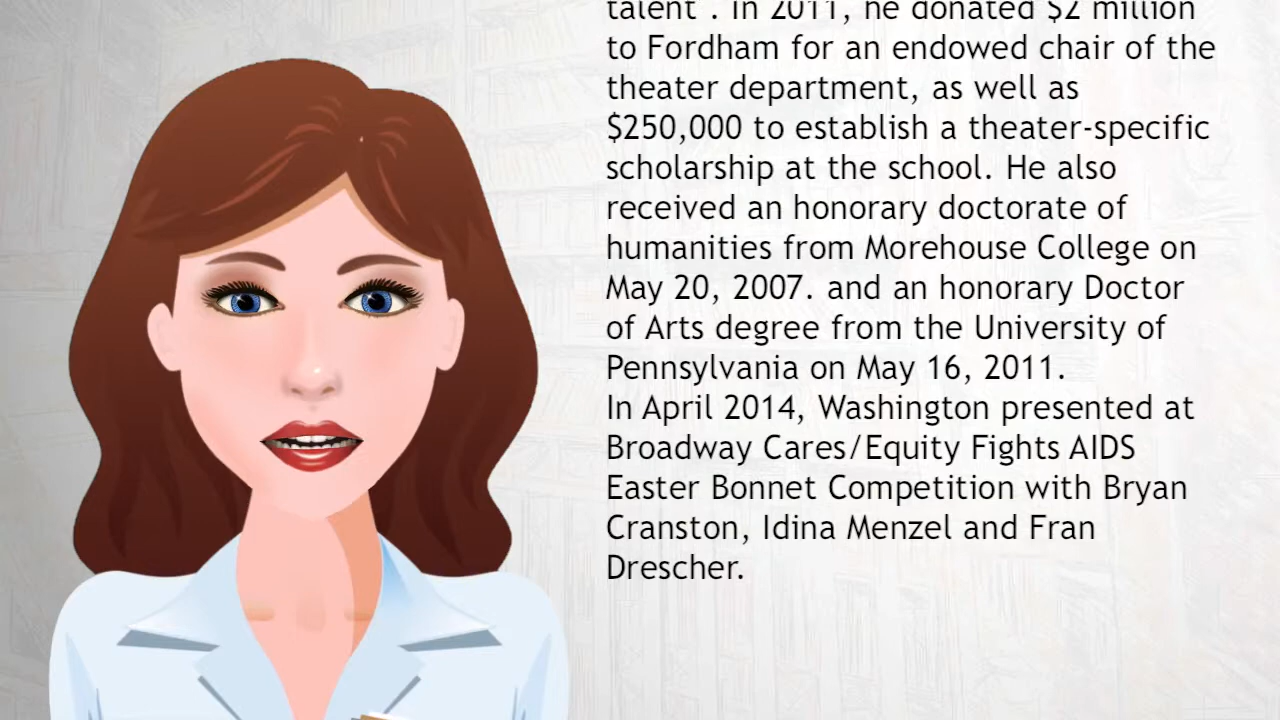 talent . In 2011, he donated $2 million
to Fordham for an endowed chair of the
theater department, as well as
$250,000 to establish a theater-specific
scholarship at the school. He also
received an honorary doctorate of
humanities from Morehouse College on
May 20, 2007. and an honorary Doctor
of Arts degree from the University of
Pennsylvania on May 16, 2011.
In April 2014, Washington presented at
Broadway Cares/Equity Fights AIDS
Easter Bonnet Competition with Bryan
Cranston, Idina Menzel and Fran
Drescher.